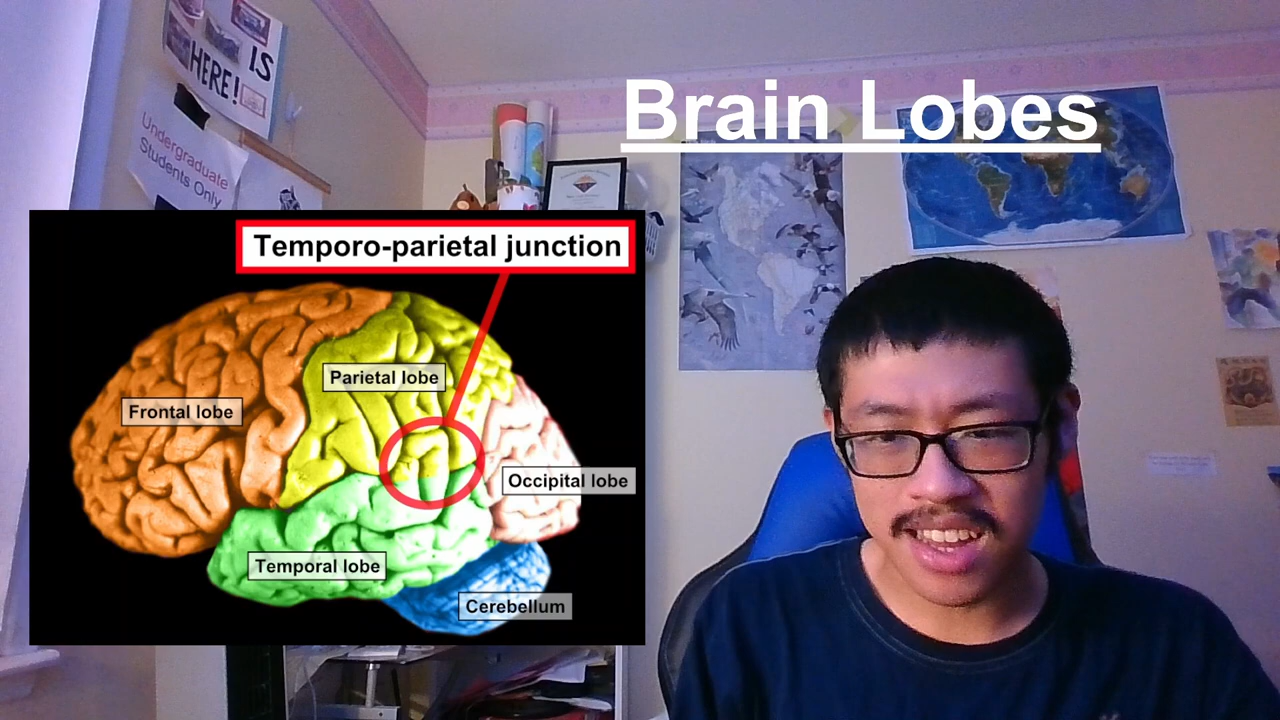 IS
HERE!
Undergraduate
Students Only
Brain Lobes
Temporo-parietal junction
Parietal lobe
Frontal lobe
Occipital lobe
Temporal lobe
Cerebellum